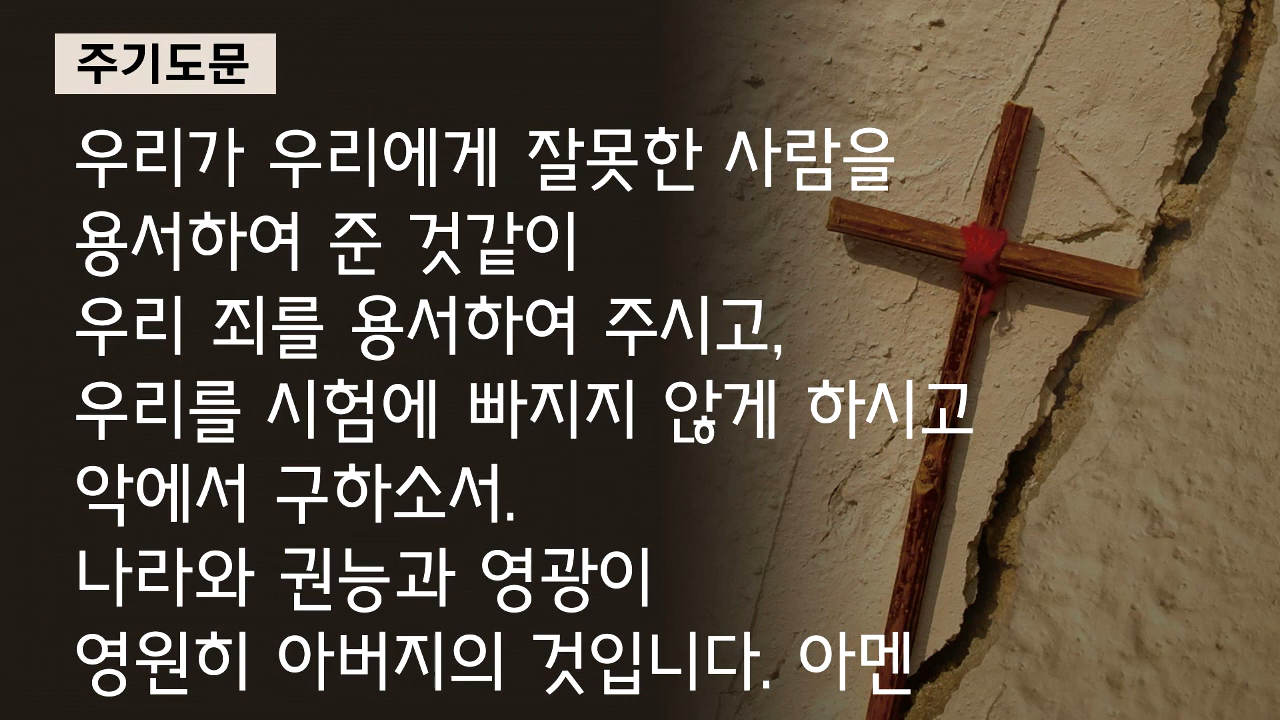 주기도문
우리가 우리에게 잘못한 사람을
용서하여 준 것같이
우리 죄를 용서하여 주시고,
우리를 시험에 빠지지 않게 하시고
악에서 구하소서.
나라와 권능과 영광이
영원히 아버지의 것입니다. 아멘